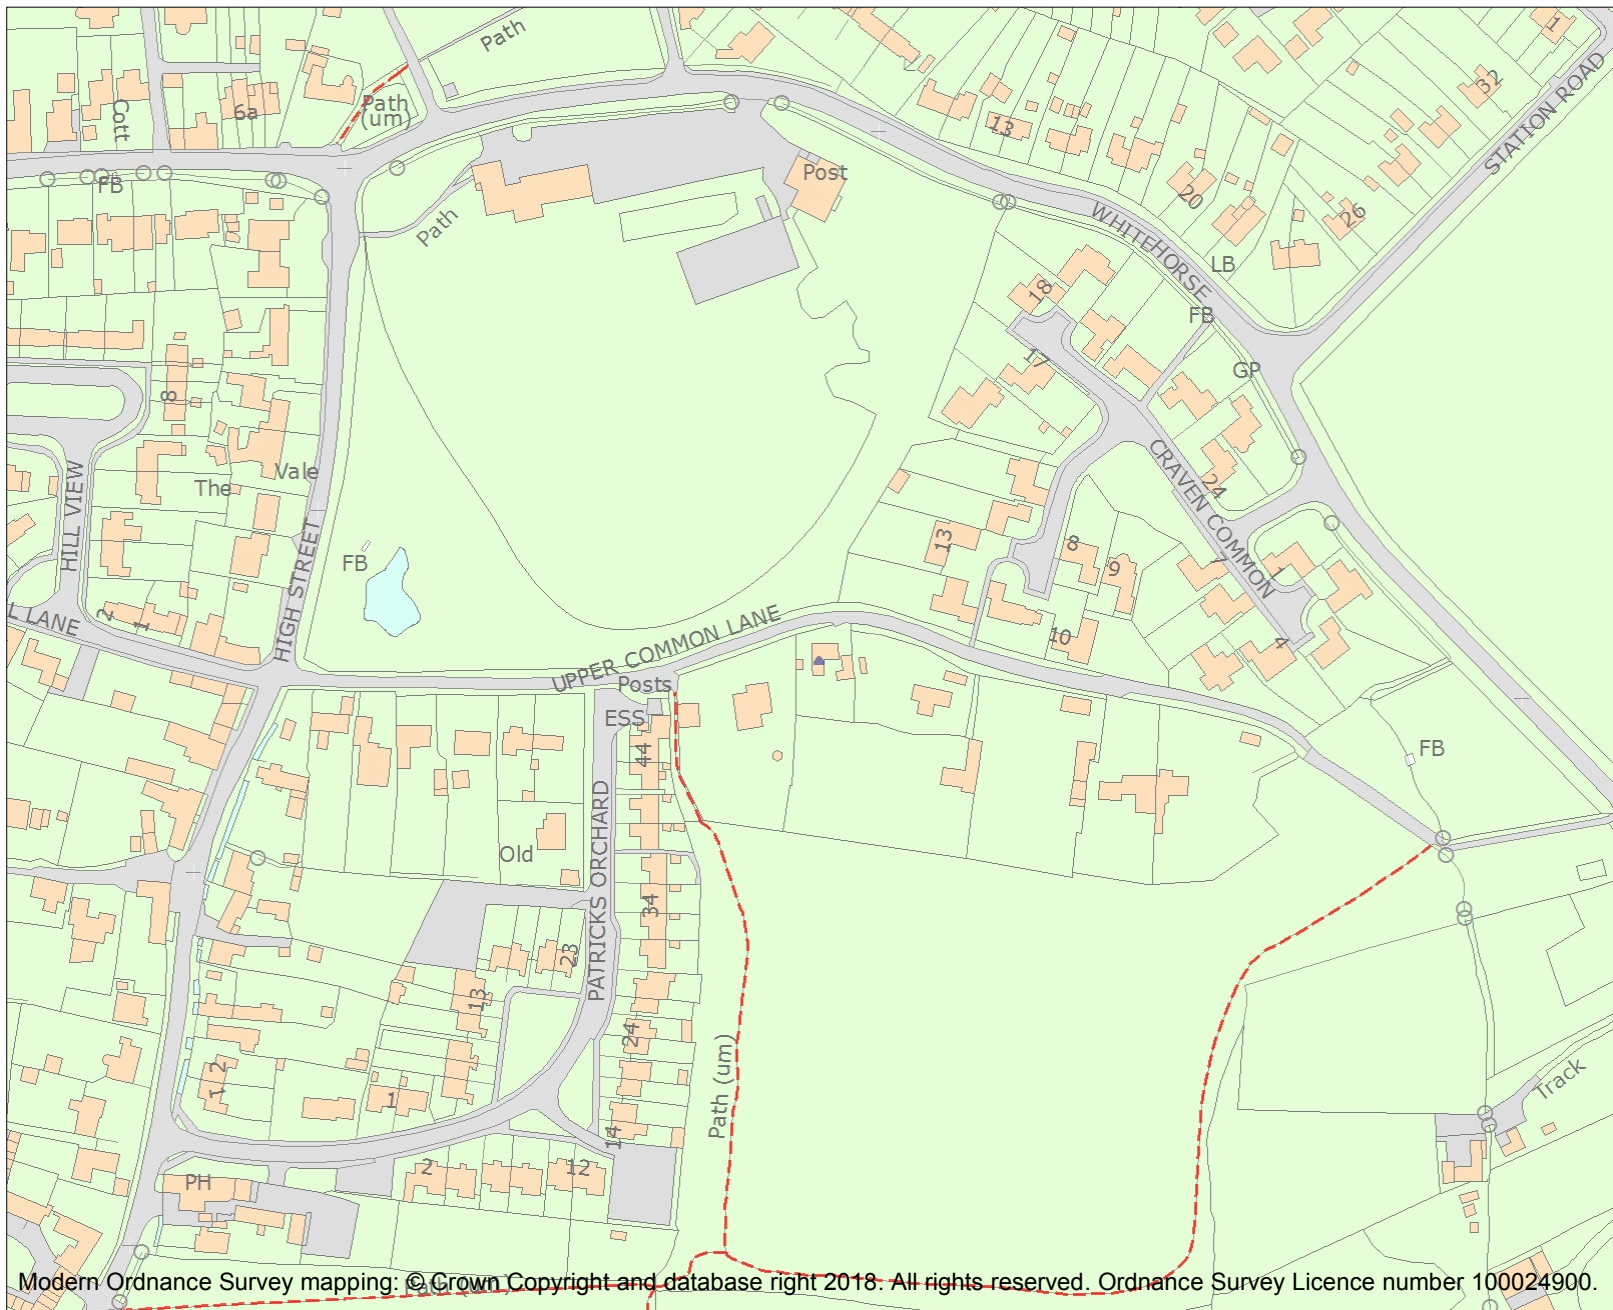 Path
1
32
STATION ROAD
Cott
6a
Path
(um)
13
FB
Post
20
26
Path
WHITEHORSE
LB
18
FB
17
GP
8
The Vale
HILL VIEW
24
CRAVEN COMMON
HIGH STREET
FB
13
8
9
7
1
2
1
L LANE
10
4
UPPER COMMON LANE
Posts
ESS
44
FB
PATRICKS ORCHARD
Old
34
23
13
24
Path (um)
2
1
1
Track
14
PH
2
12
Path (um)
Modern Ordnance Survey mapping: © Crown Copyright and database right 2018. All rights reserved. Ordnance Survey Licence number 100024900.